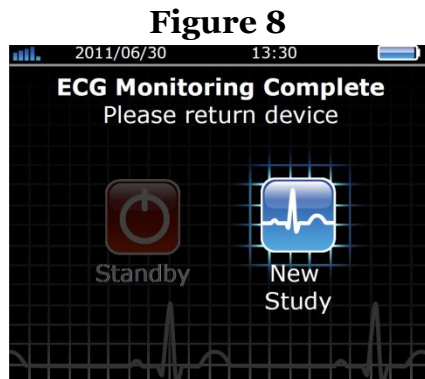 Figure 8
2011/06/30 13:30
ECG Monitoring Complete
Please return device
Standby
New
Study